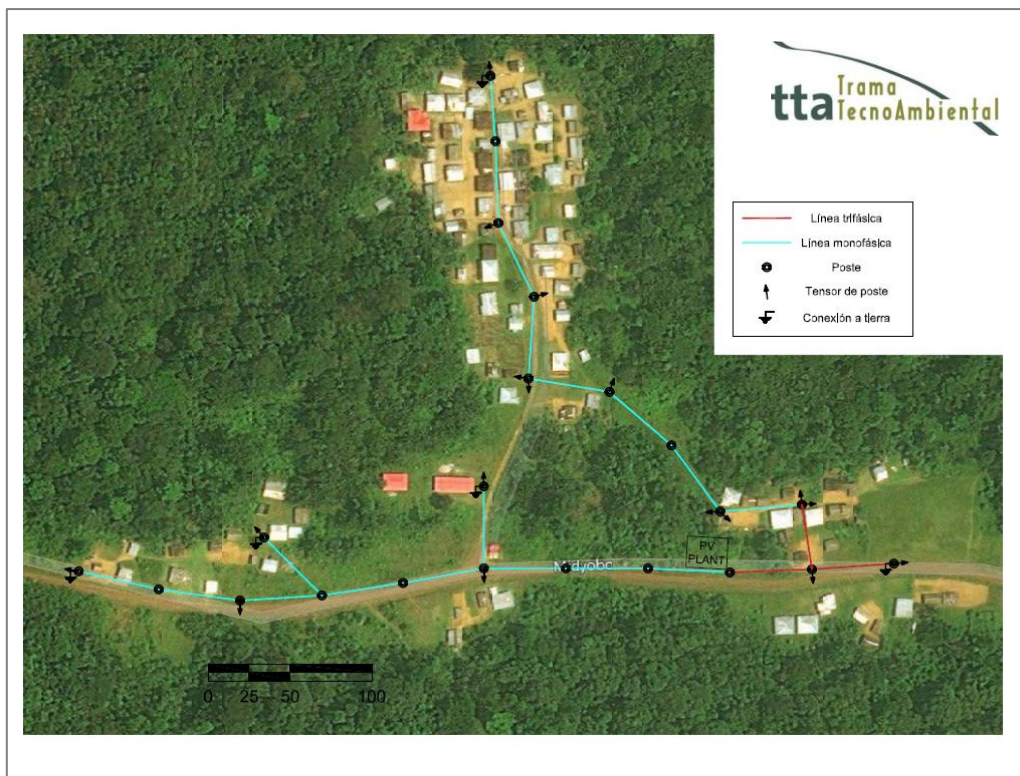 tta Trama
TecnoAmbiental
Línea trifásica
Línea monofásica
Poste
Tensor de poste
Conexión a tierra
PV
PLANT
0 25 50 100